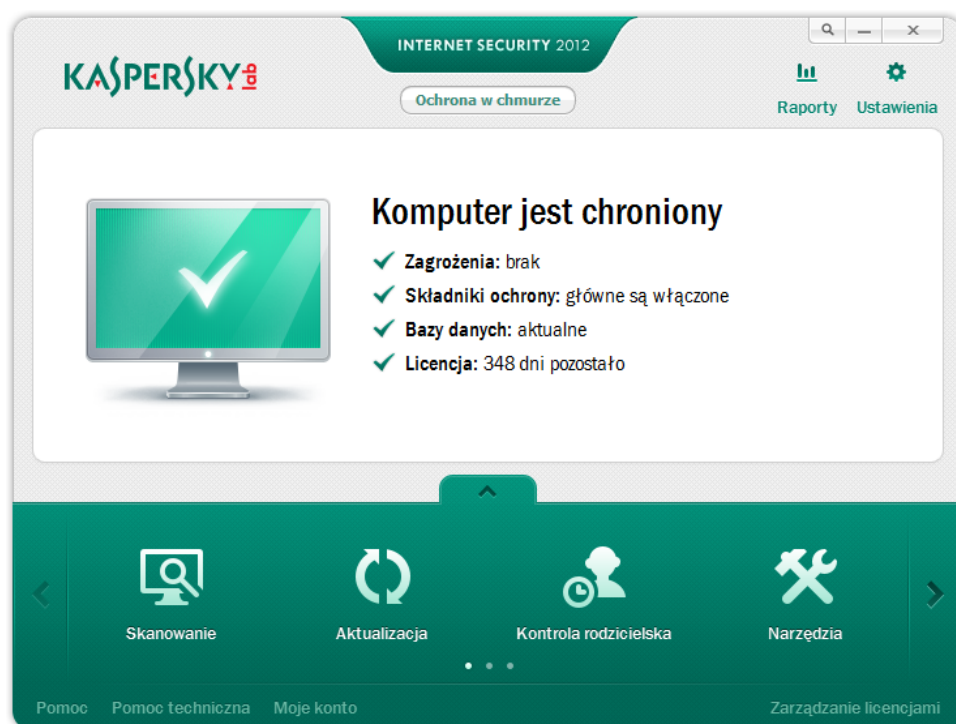 INTERNET SECURITY 2012
KASPERSKY lab
Ochrona w chmurze
Raporty
Ustawienia
Komputer jest chroniony
Zagrożenia: brak
Składniki ochrony: główne są włączone
Bazy danych: aktualne
Licencja: 348 dni pozostało
Skanowanie
Aktualizacja
Kontrola rodzicielska
Narzędzia
Pomoc
Pomoc techniczna
Moje konto
Zarządzanie licencjami